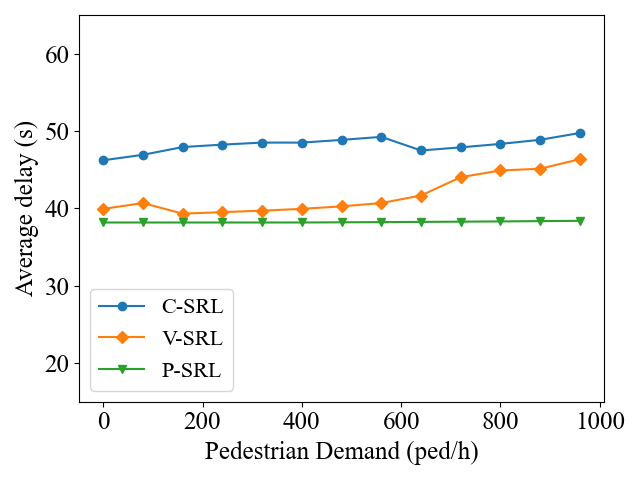 60
50
40
30
20
Average delay (s)
C-SRL
V-SRL
P-SRL
0 200 400 600 800 1000
Pedestrian Demand (ped/h)